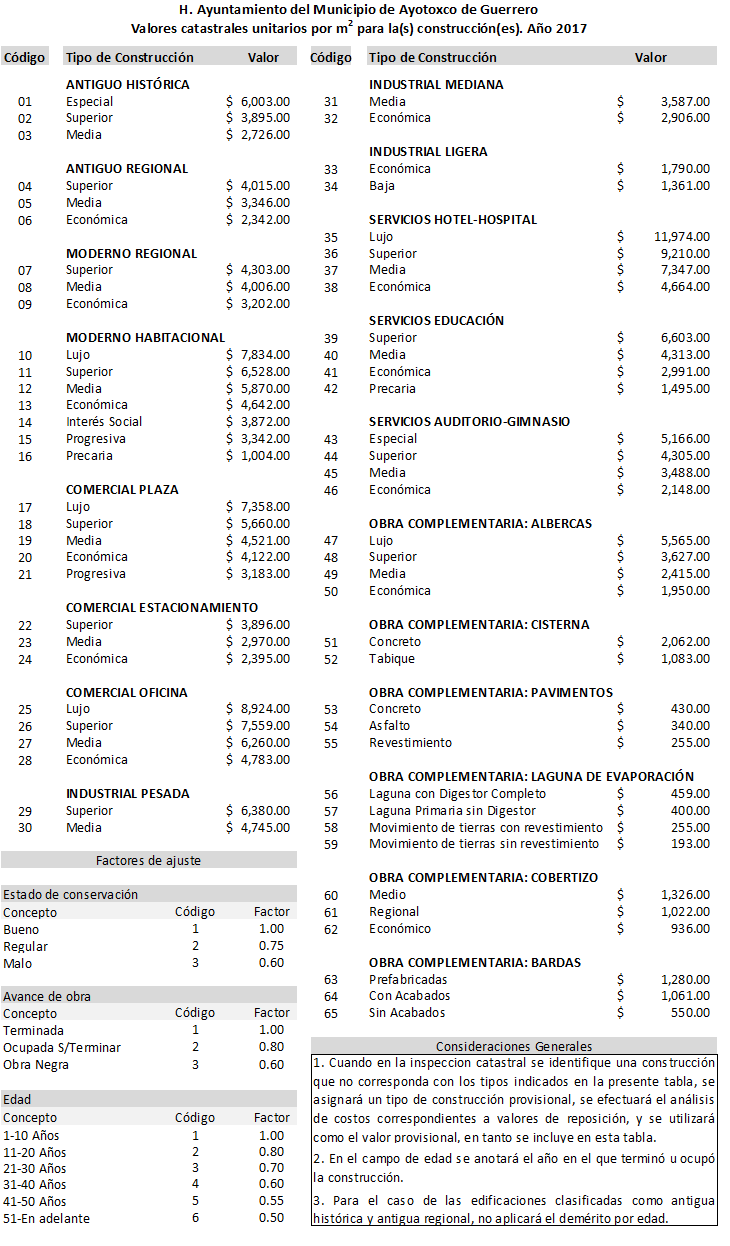 H. Ayuntamiento del Municipio de Ayotoxco de Guerrero
Valores catastrales unitarios por m² para la(s) construcción(es). Año 2017
Código Tipo de Construcción Valor
ANTIGUO HISTÓRICA
01 Especial $ 6,003.00
02 Superior $ 3,895.00
03 Media $ 2,726.00
ANTIGUO REGIONAL
04 Superior $ 4,015.00
05 Media $ 3,346.00
06 Económica $ 2,342.00
MODERNO REGIONAL
07 Superior $ 4,303.00
08 Media $ 4,006.00
09 Económica $ 3,202.00
MODERNO HABITACIONAL
10 Lujo $ 7,834.00
11 Superior $ 6,528.00
12 Media $ 5,870.00
13 Económica $ 4,642.00
14 Interés Social $ 3,872.00
15 Progresiva $ 3,342.00
16 Precaria $ 1,004.00
COMERCIAL PLAZA
17 Lujo $ 7,358.00
18 Superior $ 5,660.00
19 Media $ 4,521.00
20 Económica $ 4,122.00
21 Progresiva $ 3,183.00
COMERCIAL ESTACIONAMIENTO
22 Superior $ 3,896.00
23 Media $ 2,970.00
24 Económica $ 2,395.00
COMERCIAL OFICINA
25 Lujo $ 8,924.00
26 Superior $ 7,559.00
27 Media $ 6,260.00
28 Económica $ 4,783.00
INDUSTRIAL PESADA
29 Superior $ 6,380.00
30 Media $ 4,745.00
Factores de ajuste
Estado de conservación
Concepto Código Factor
Bueno 1 1.00
Regular 2 0.75
Malo 3 0.60
Avance de obra
Concepto Código Factor
Terminada 1 1.00
Ocupada S/Terminar 2 0.80
Obra Negra 3 0.60
Edad
Concepto Código Factor
1-10 Años 1 1.00
11-20 Años 2 0.80
21-30 Años 3 0.70
31-40 Años 4 0.60
41-50 Años 5 0.55
51-En adelante 6 0.50
Código Tipo de Construcción Valor
INDUSTRIAL MEDIANA
31 Media $ 3,587.00
32 Económica $ 2,906.00
INDUSTRIAL LIGERA
33 Económica $ 1,790.00
34 Baja $ 1,361.00
SERVICIOS HOTEL-HOSPITAL
35 Lujo $ 11,974.00
36 Superior $ 9,210.00
37 Media $ 7,347.00
38 Económica $ 4,664.00
SERVICIOS EDUCACIÓN
39 Superior $ 6,603.00
40 Media $ 4,313.00
41 Económica $ 2,991.00
42 Precaria $ 1,495.00
SERVICIOS AUDITORIO-GIMNASIO
43 Especial $ 5,166.00
44 Superior $ 4,305.00
45 Media $ 3,488.00
46 Económica $ 2,148.00
OBRA COMPLEMENTARIA: ALBERCAS
47 Lujo $ 5,565.00
48 Superior $ 3,627.00
49 Media $ 2,415.00
50 Económica $ 1,950.00
OBRA COMPLEMENTARIA: CISTERNA
51 Concreto $ 2,062.00
52 Tabique $ 1,083.00
OBRA COMPLEMENTARIA: PAVIMENTOS
53 Concreto $ 430.00
54 Asfalto $ 340.00
55 Revestimiento $ 255.00
OBRA COMPLEMENTARIA: LAGUNA DE EVAPORACIÓN
56 Laguna con Digestor Completo $ 459.00
57 Laguna Primaria sin Digestor $ 400.00
58 Movimiento de tierras con revestimiento $ 255.00
59 Movimiento de tierras sin revestimiento $ 193.00
OBRA COMPLEMENTARIA: COBERTIZO
60 Medio $ 1,326.00
61 Regional $ 1,022.00
62 Económico $ 936.00
OBRA COMPLEMENTARIA: BARDAS
63 Prefabricadas $ 1,280.00
64 Con Acabados $ 1,061.00
65 Sin Acabados $ 550.00
Consideraciones Generales
1. Cuando en la inspeccion catastral se identifique una construcción
que no corresponda con los tipos indicados en la presente tabla, se
asignará un tipo de construcción provisional, se efectuará el análisis
de costos correspondientes a valores de reposición, y se utilizará
como el valor provisional, en tanto se incluye en esta tabla.
2. En el campo de edad se anotará el año en el que terminó u ocupó
la construcción.
3. Para el caso de las edificaciones clasificadas como antigua
histórica y antigua regional, no aplicará el demérito por edad.